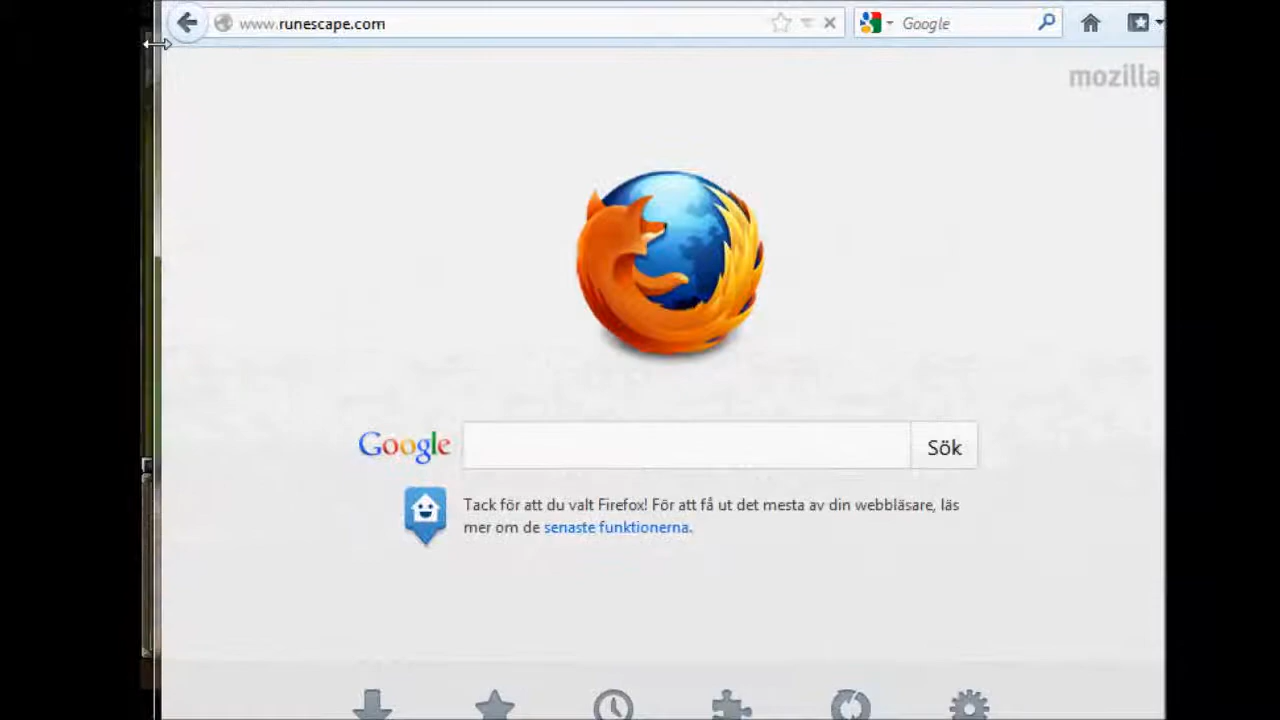 www.runescape.com
Google
mozilla
Google
Sök
Tack för att du valt Firefox! För att få ut det mesta av din webbläsare, läs
mer om de senaste funktionerna.